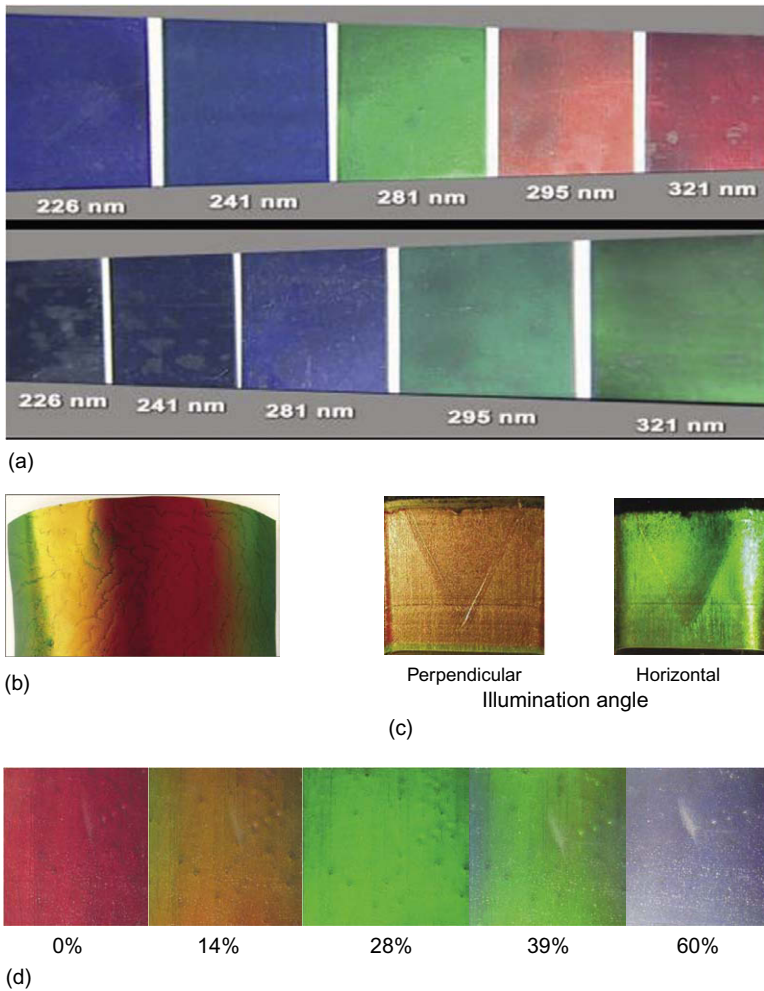 226 nm 241 nm 281 nm 295 nm 321 nm
226 nm 241 nm 281 nm 295 nm 321 nm
(a)
(b)
Perpendicular Horizontal
Illumination angle
(c)
0% 14% 28% 39% 60%
(d)